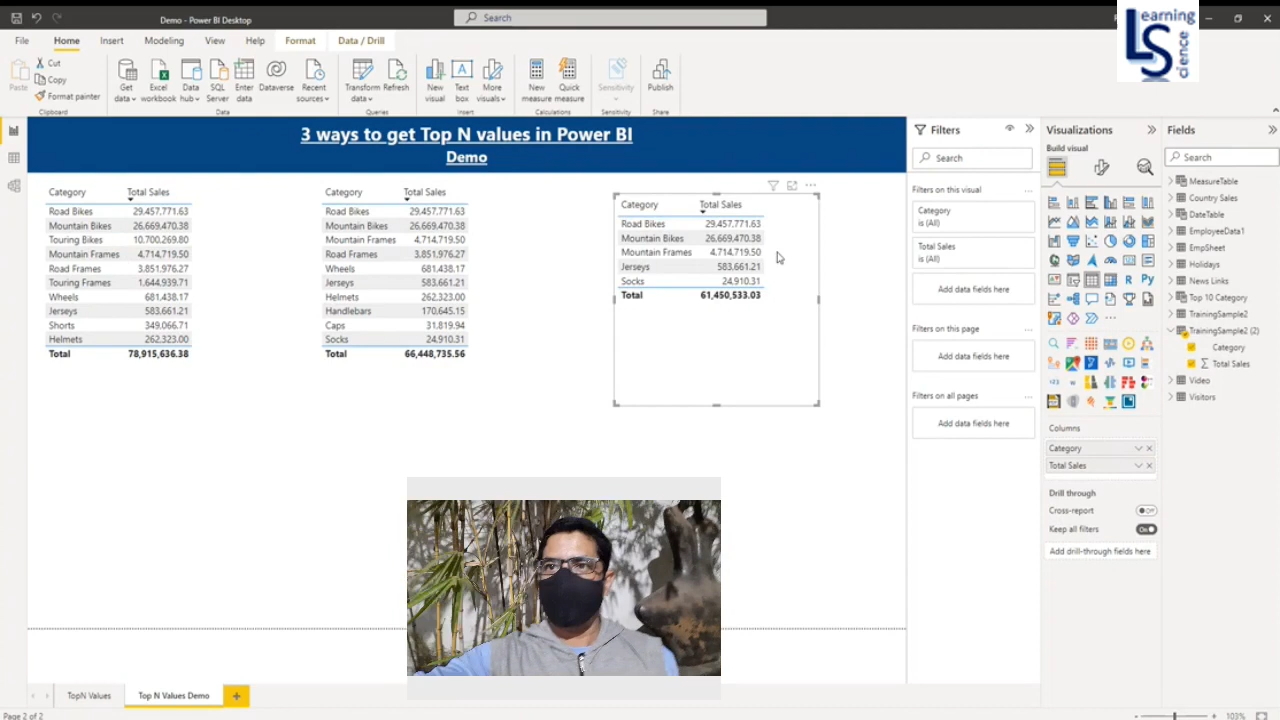 Demo - Power BI Desktop
Search
Learning Science
File Home Insert Modeling View Help Format Data / Drill
Paste
Cut
Copy
Format painter
Clipboard
Get data
Excel workbook
Data hub
SQL Server
Enter data
Dataverse
Recent sources
Data
Transform data
Refresh
Queries
New visual
Text box
More visuals
Insert
New measure
Quick measure
Calculations
Sensitivity
Sensitivity
Publish
Share
3 ways to get Top N values in Power BI
Demo
Category Total Sales
Road Bikes 29,457,771.63
Mountain Bikes 26,669,470.38
Touring Bikes 10,700,269.80
Mountain Frames 4,714,719.50
Road Frames 3,851,976.27
Touring Frames 1,644,939.71
Wheels 681,438.17
Jerseys 583,661.21
Shorts 349,066.71
Helmets 262,323.00
Total 78,915,636.38
Category Total Sales
Road Bikes 29,457,771.63
Mountain Bikes 26,669,470.38
Mountain Frames 4,714,719.50
Road Frames 3,851,976.27
Wheels 681,438.17
Jerseys 583,661.21
Helmets 262,323.00
Handlebars 170,645.15
Caps 31,819.94
Socks 24,910.31
Total 66,448,735.56
Category Total Sales
Road Bikes 29,457,771.63
Mountain Bikes 26,669,470.38
Mountain Frames 4,714,719.50
Jerseys 583,661.21
Socks 24,910.31
Total 61,450,533.03
Filters
Search
Filters on this visual
Category
is (All)
Total Sales
is (All)
Add data fields here
Filters on this page
Add data fields here
Filters on all pages
Add data fields here
Visualizations
Build visual
R Py
Columns
Category
Total Sales
Drill through
Cross-report Off
Keep all filters On
Add drill-through fields here
Fields
Search
MeasureTable
Country Sales
DateTable
EmployeeData1
EmpSheet
Holidays
News Links
Top 10 Category
TrainingSample2
TrainingSample2 (2)
Category
Total Sales
Video
Visitors
TopN Values
Top N Values Demo
Page 2 of 2
103%